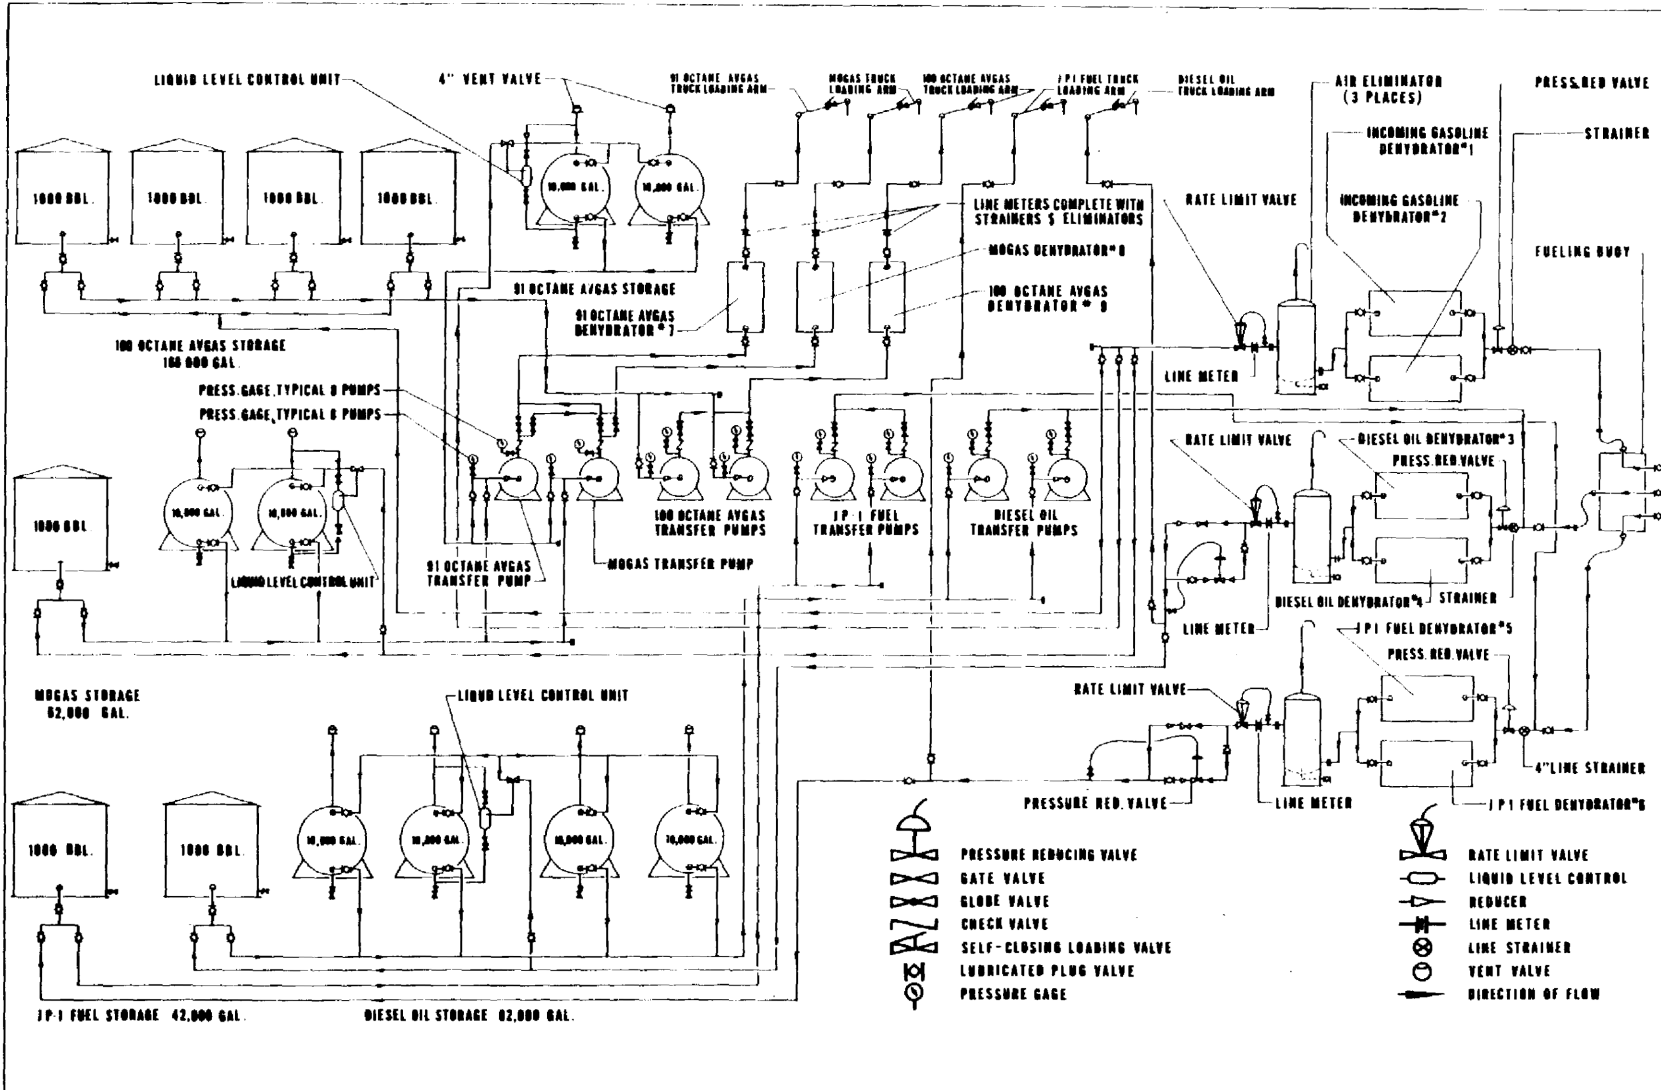 LIQUID LEVEL CONTROL UNIT
4" VENT VALVE
91 OCTANE AVGAS
TRUCK LOADING ARM
MOGAS TRUCK
LOADING ARM
100 OCTANE AVGAS
TRUCK LOADING ARM
J P 1 FUEL TRUCK
LOADING ARM
DIESEL OIL
TRUCK LOADING ARM
AIR ELIMINATOR
(3 PLACES)
PRESS. RED VALVE
INCOMING GASOLINE
DEHYDRATOR #1
STRAINER
1000 BBL.
1000 BBL.
1000 BBL.
1000 BBL.
10,000 GAL.
10,000 GAL.
LINE METERS COMPLETE WITH
STRAINERS & ELIMINATORS
RATE LIMIT VALVE
INCOMING GASOLINE
DEHYDRATOR #2
MOGAS DEHYDRATOR #8
FUELING BUOY
91 OCTANE AVGAS STORAGE
91 OCTANE AVGAS
DEHYDRATOR #7
100 OCTANE AVGAS
DEHYDRATOR # 9
100 OCTANE AVGAS STORAGE
168 000 GAL.
LINE METER
PRESS. GAGE, TYPICAL 8 PUMPS
PRESS. GAGE, TYPICAL 8 PUMPS
RATE LIMIT VALVE
DIESEL OIL DEHYDRATOR #3
PRESS. RED. VALVE
1000 BBL
10,000 GAL.
10,000 GAL.
100 OCTANE AVGAS
TRANSFER PUMPS
J P-1 FUEL
TRANSFER PUMPS
DIESEL OIL
TRANSFER PUMPS
LIQUID LEVEL CONTROL UNIT
91 OCTANE AVGAS
TRANSFER PUMP
MOGAS TRANSFER PUMP
DIESEL OIL DEHYDRATOR #4
STRAINER
LINE METER
J P 1 FUEL DEHYDRATOR #5
PRESS. RED. VALVE
MOGAS STORAGE
62,000 GAL.
LIQUID LEVEL CONTROL UNIT
RATE LIMIT VALVE
4" LINE STRAINER
PRESSURE RED. VALVE
LINE METER
J P 1 FUEL DEHYDRATOR #6
1000 BBL.
1000 BBL.
10,000 GAL.
10,000 GAL.
10,000 GAL.
10,000 GAL.
PRESSURE REDUCING VALVE
GATE VALVE
GLOBE VALVE
CHECK VALVE
SELF-CLOSING LOADING VALVE
LUBRICATED PLUG VALVE
PRESSURE GAGE
RATE LIMIT VALVE
LIQUID LEVEL CONTROL
REDUCER
LINE METER
LINE STRAINER
VENT VALVE
DIRECTION OF FLOW
J P-1 FUEL STORAGE 42,000 GAL.
DIESEL OIL STORAGE 82,000 GAL.